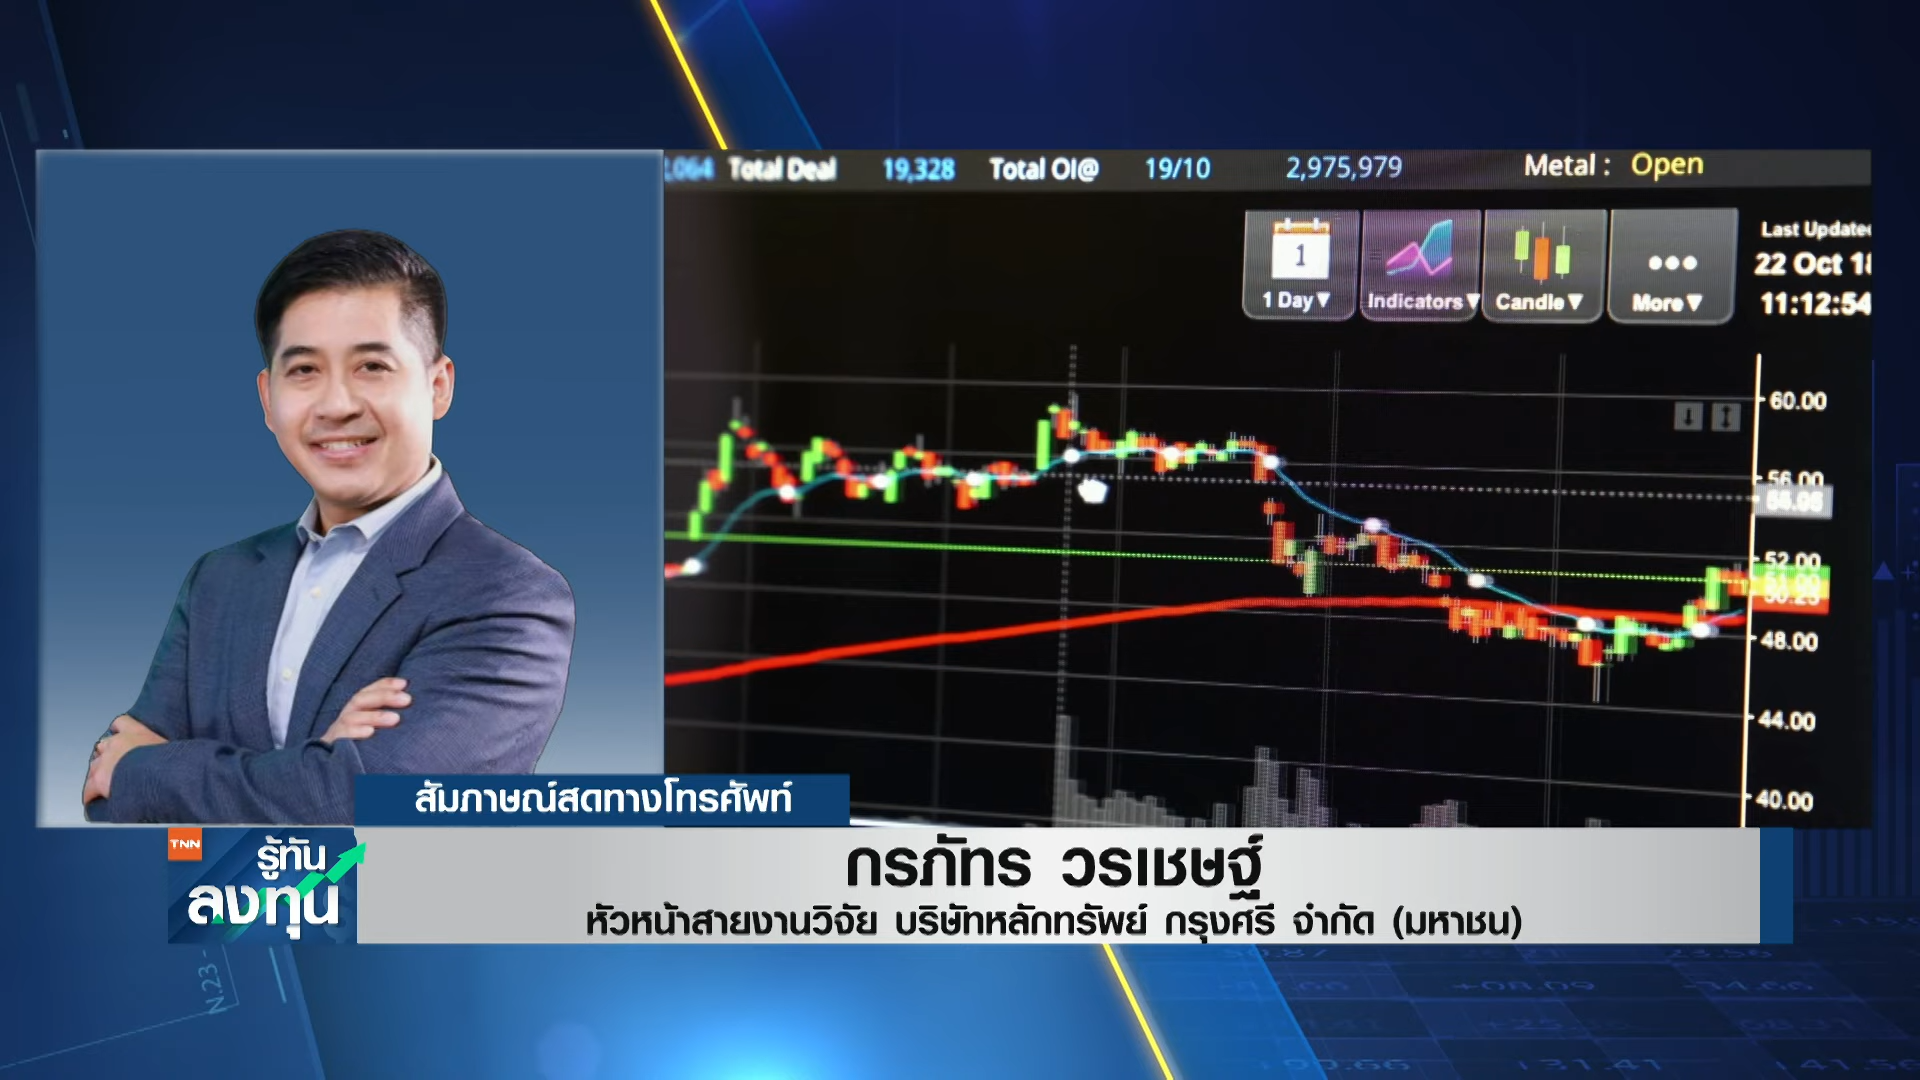 2,064 Total Deal 19,328 Total OI@ 19/10 2,975,979 Metal : Open
1
1 Day▼ Indicators▼ Candle▼ More▼
Last Updated
22 Oct 18
11:12:54
60.00
56.00
52.00
48.00
44.00
40.00
สัมภาษณ์สดทางโทรศัพท์
TNN
รู้ทัน
ลงทุน
กรภัทร วรเชษฐ์
หัวหน้าสายงานวิจัย บริษัทหลักทรัพย์ กรุงศรี จำกัด (มหาชน)